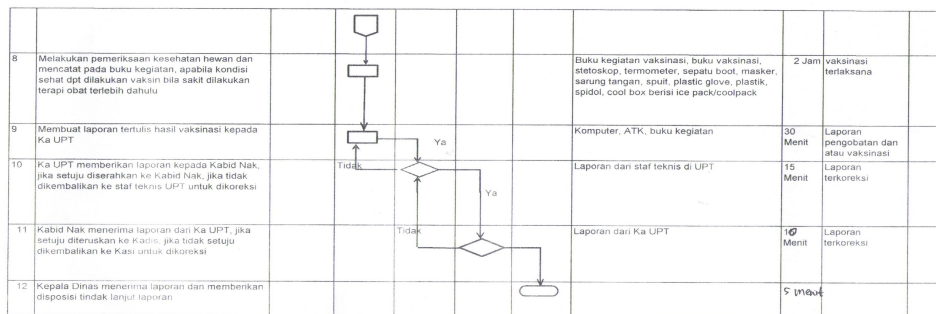 8 Melakukan pemeriksaan kesehatan hewan dan
mencatat pada buku kegiatan, apabila kondisi
sehat dpt dilakukan vaksin bila sakit dilakukan
terapi obat terlebih dahulu
Buku kegiatan vaksinasi, buku vaksinasi,
stetoskop, termometer, sepatu boot, masker,
sarung tangan, spuit, plastic glove, plastik,
spidol, cool box berisi ice pack/coolpack
2 Jam
vaksinasi
terlaksana
9 Membuat laporan tertulis hasil vaksinasi kepada
Ka UPT
Ya
Komputer, ATK, buku kegiatan
30
Menit
Laporan
pengobatan dan
atau vaksinasi
10 Ka UPT memberikan laporan kepada Kabid Nak,
jika setuju diserahkan ke Kabid Nak, jika tidak
dikembalikan ke staf teknis UPT untuk dikoreksi
Tidak
Ya
Laporan dari staf teknis di UPT
15
Menit
Laporan
terkoreksi
11 Kabid Nak menerima laporan dari Ka UPT, jika
setuju diteruskan ke Kadis, jika tidak setuju
dikembalikan ke Kasi untuk dikoreksi
Tidak
Laporan dari Ka UPT
10
Menit
Laporan
terkoreksi
12 Kepala Dinas menerima laporan dan memberikan
disposisi tindak lanjut laporan
5 menit